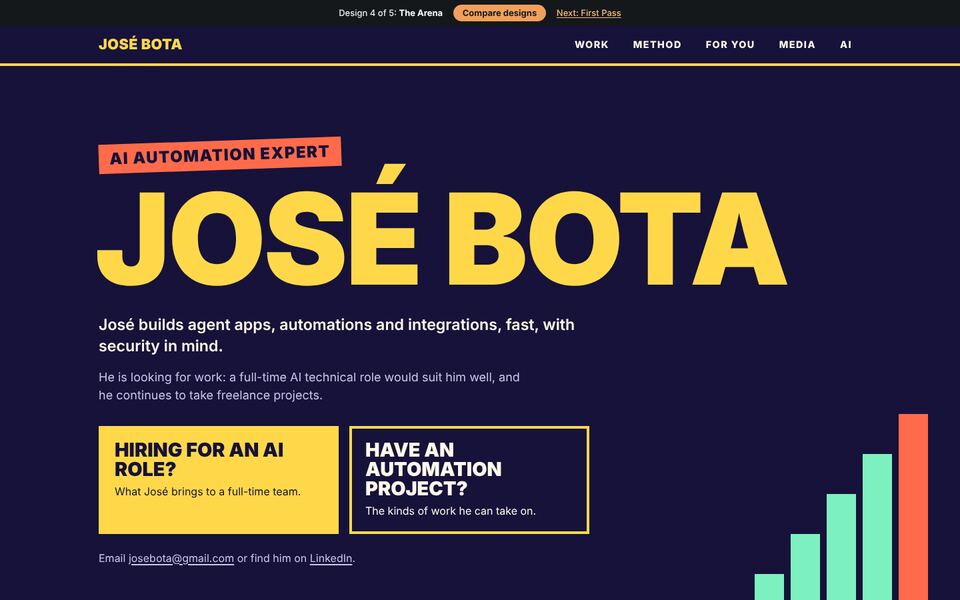 Design 4 of 5: The Arena Compare designs Next: First Pass
JOSÉ BOTA WORK METHOD FOR YOU MEDIA AI
AI AUTOMATION EXPERT
JOSÉ BOTA
José builds agent apps, automations and integrations, fast, with
security in mind.
He is looking for work: a full-time AI technical role would suit him well, and
he continues to take freelance projects.
HIRING FOR AN AI
ROLE?
What José brings to a full-time team.
HAVE AN
AUTOMATION
PROJECT?
The kinds of work he can take on.
Email josebota@gmail.com or find him on LinkedIn.